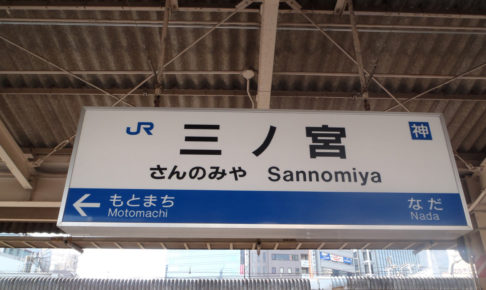 JR 三ノ宮 神
さんのみや Sannomiya
← もとまち なだ
Motomachi Nada